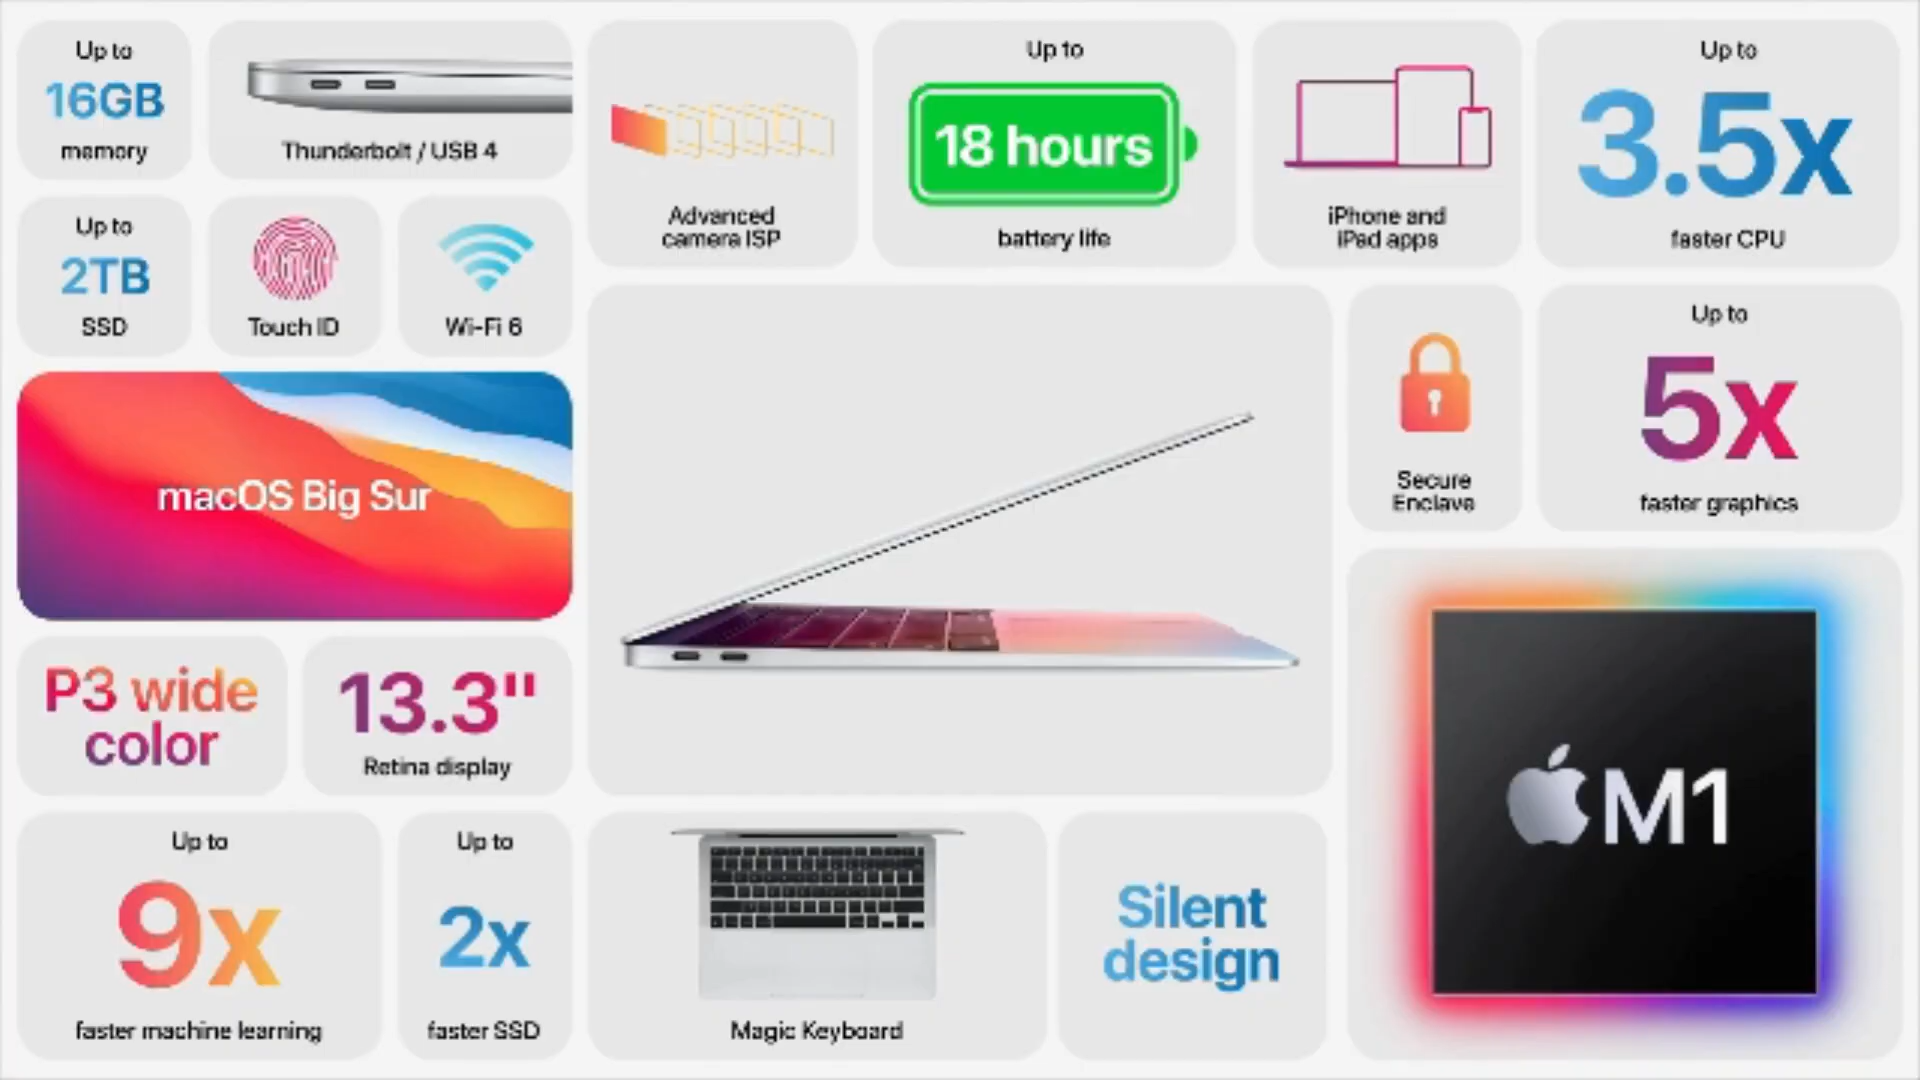 Up to
16GB
memory
Thunderbolt / USB 4
Advanced
camera ISP
Up to
18 hours
battery life
iPhone and
iPad apps
Up to
3.5x
faster CPU
Up to
2TB
SSD
Touch ID
Wi-Fi 6
Secure
Enclave
Up to
5x
faster graphics
macOS Big Sur
P3 wide
color
13.3"
Retina display
M1
Up to
9x
faster machine learning
Up to
2x
faster SSD
Magic Keyboard
Silent
design